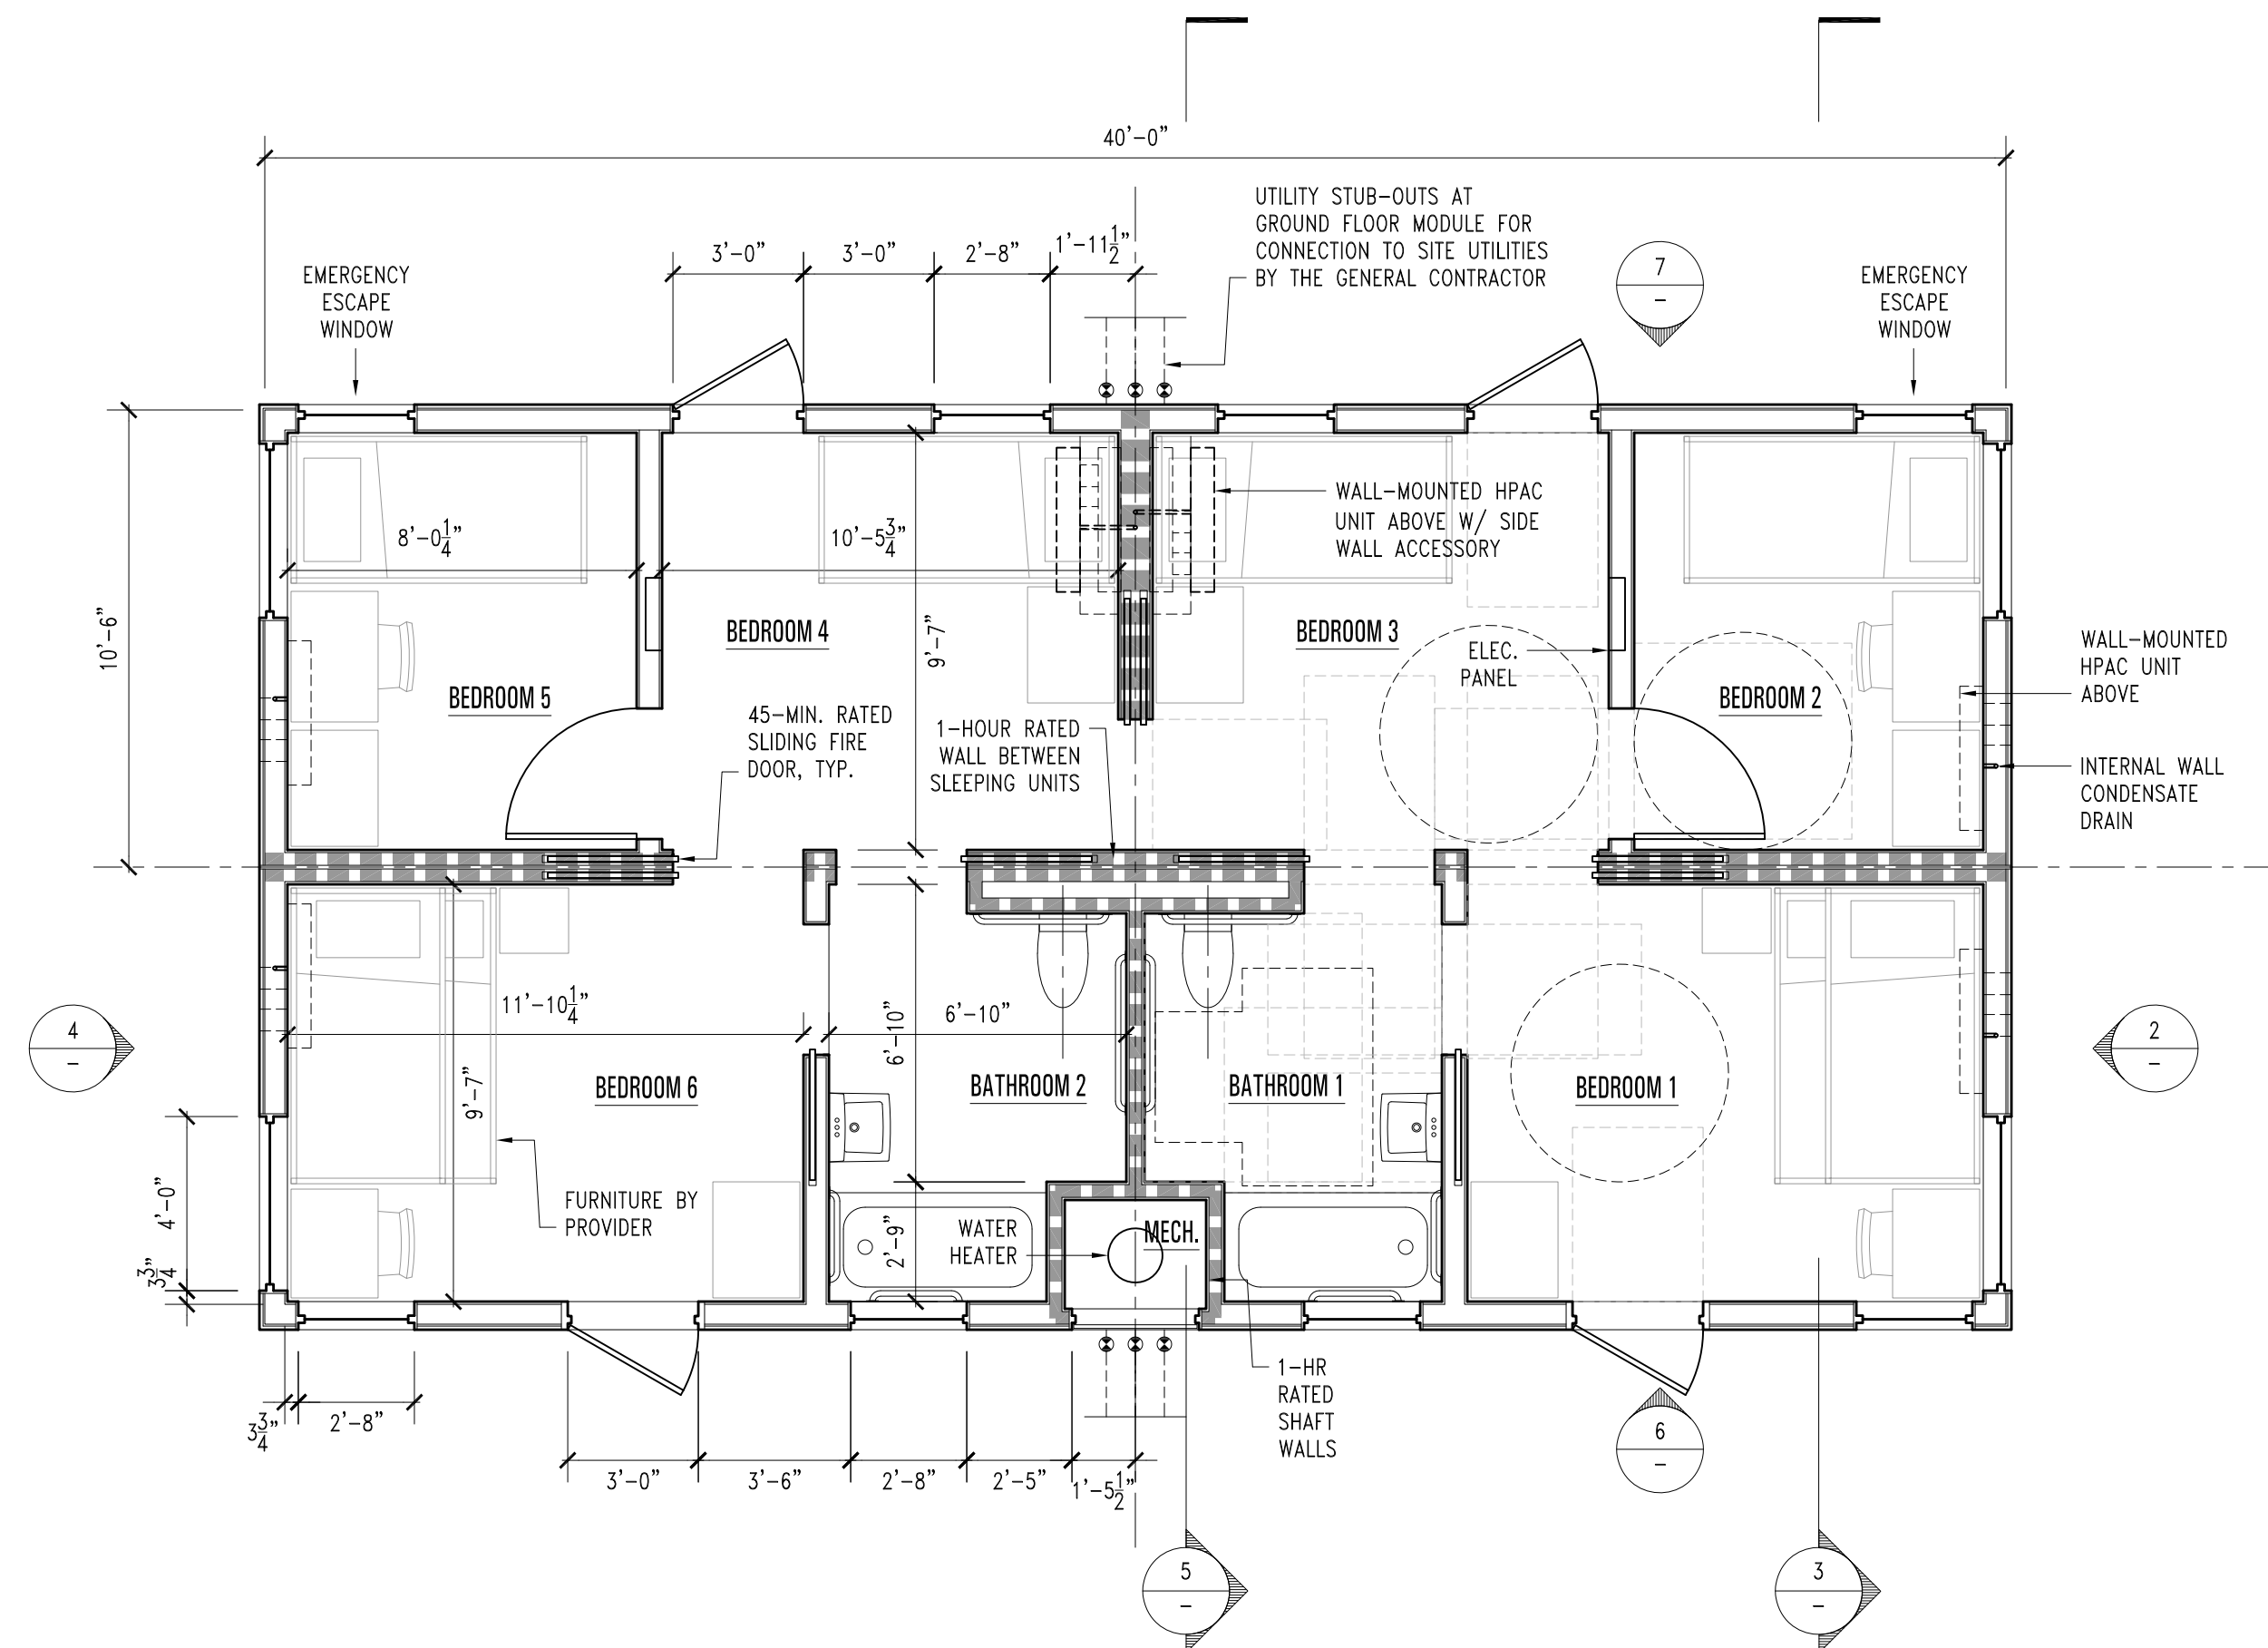 40'-0"
UTILITY STUB-OUTS AT
GROUND FLOOR MODULE FOR
CONNECTION TO SITE UTILITIES
BY THE GENERAL CONTRACTOR
3'-0"
3'-0"
2'-8"
1'-11 1/2"
7
-
EMERGENCY
ESCAPE
WINDOW
EMERGENCY
ESCAPE
WINDOW
WALL-MOUNTED HPAC
UNIT ABOVE W/ SIDE
WALL ACCESSORY
8'-0 1/4"
10'-5 3/4"
10'-6"
9'-7"
BEDROOM 4
BEDROOM 3
ELEC.
PANEL
WALL-MOUNTED
HPAC UNIT
ABOVE
BEDROOM 5
BEDROOM 2
45-MIN. RATED
SLIDING FIRE
DOOR, TYP.
1-HOUR RATED
WALL BETWEEN
SLEEPING UNITS
INTERNAL WALL
CONDENSATE
DRAIN
11'-10 1/4"
6'-10"
6'-10"
4
-
2
-
9'-7"
BEDROOM 6
BATHROOM 2
BATHROOM 1
BEDROOM 1
4'-0"
3 3/4"
FURNITURE BY
PROVIDER
2'-9"
WATER
HEATER
MECH.
1-HR
RATED
SHAFT
WALLS
3 3/4"
2'-8"
6
-
3'-0"
3'-6"
2'-8"
2'-5"
1'-5 1/2"
5
-
3
-